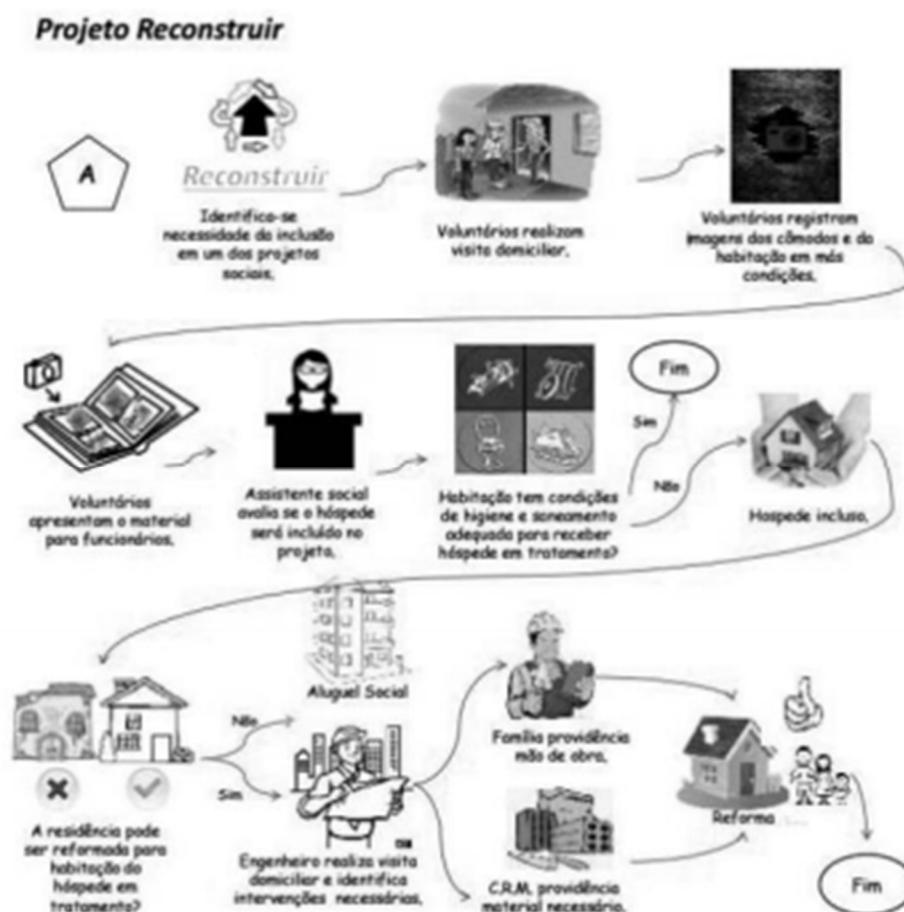 Projeto Reconstruir
A
Reconstruir
Identifica-se
necessidade da inclusão
em um dos projetos
sociais.
Voluntários realizam
visita domiciliar.
Voluntários registram
imagens dos cômodos e da
habitação em más
condições.
Voluntários
apresentam o material
para funcionários.
Assistente social
avalia se o hóspede
será incluído no
projeto.
Habitação tem condições
de higiene e saneamento
adequada para receber
hóspede em tratamento?
Sim
Fim
Não
Hospede incluso.
A residência pode
ser reformada para
habitação do
hóspede em
tratamento?
Não
Aluguel Social
Sim
Engenheiro realiza visita
domiciliar e identifica
intervenções necessárias.
Família providência
mão de obra.
C.R.M. providência
material necessário.
Reforma
Fim